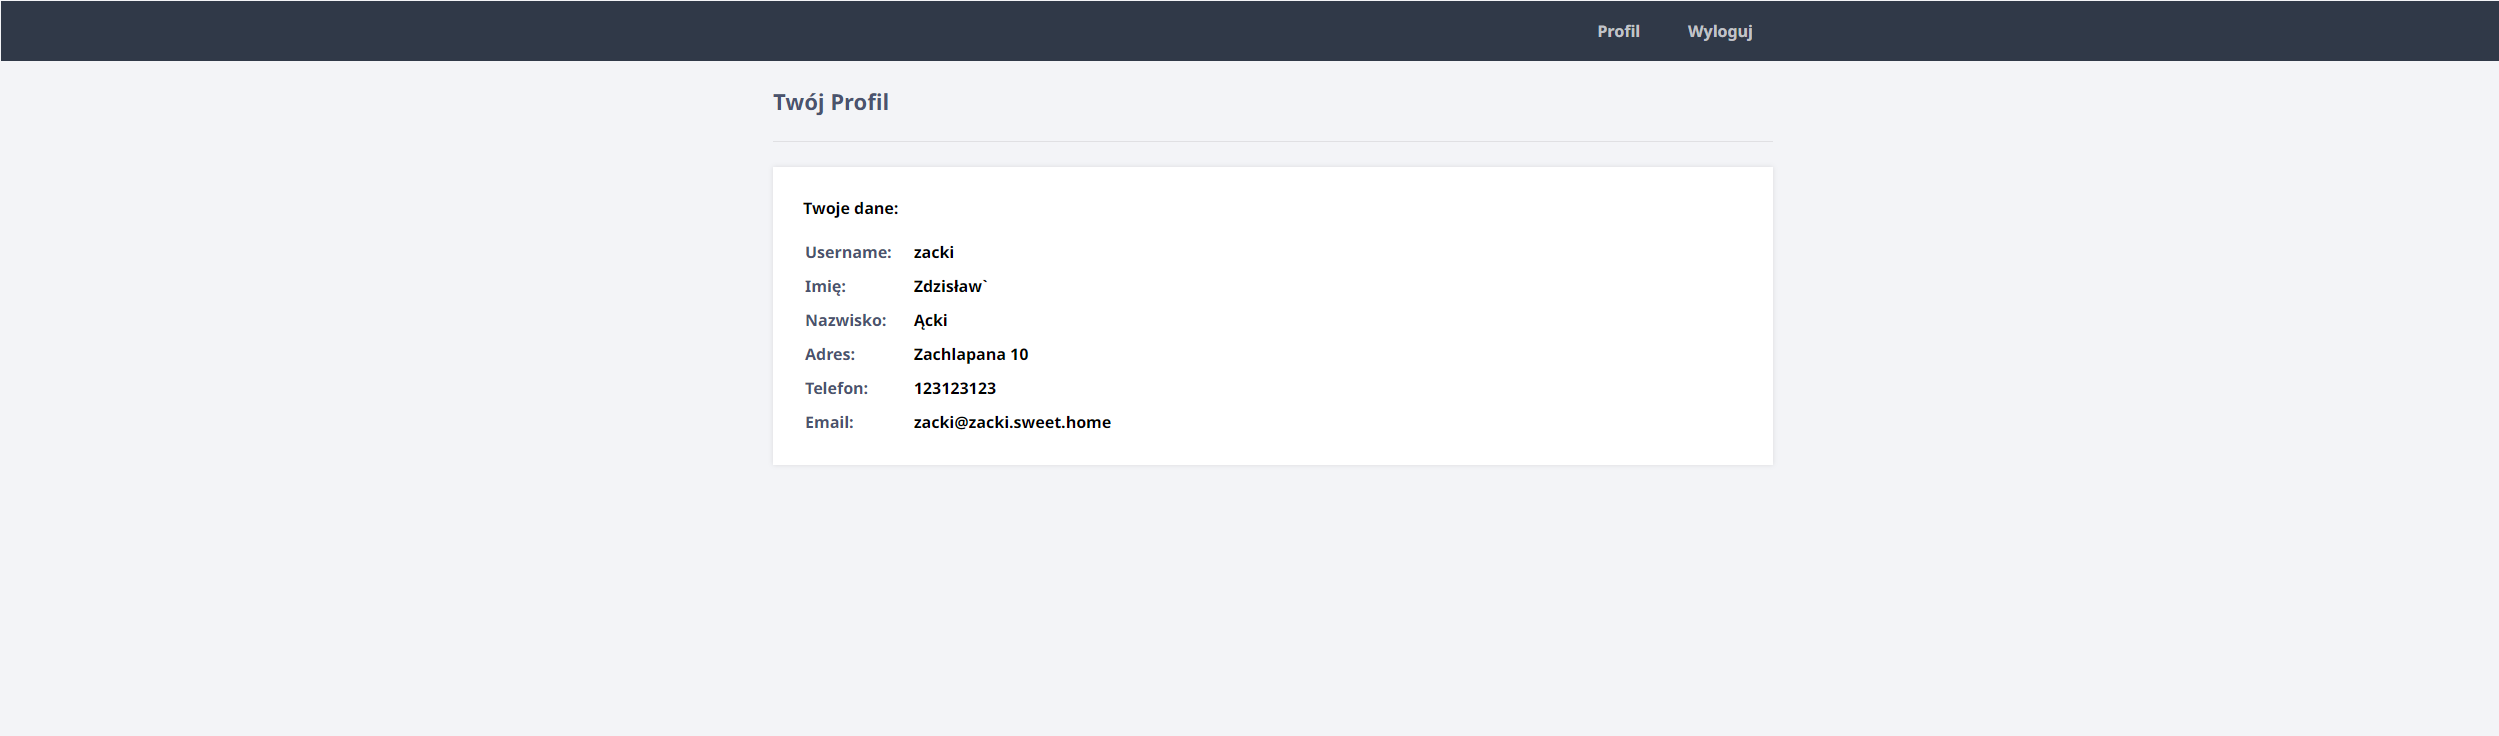 Profil Wyloguj
Twój Profil
Twoje dane:
Username: zacki
Imię: Zdzisław`
Nazwisko: Ącki
Adres: Zachlapana 10
Telefon: 123123123
Email: zacki@zacki.sweet.home